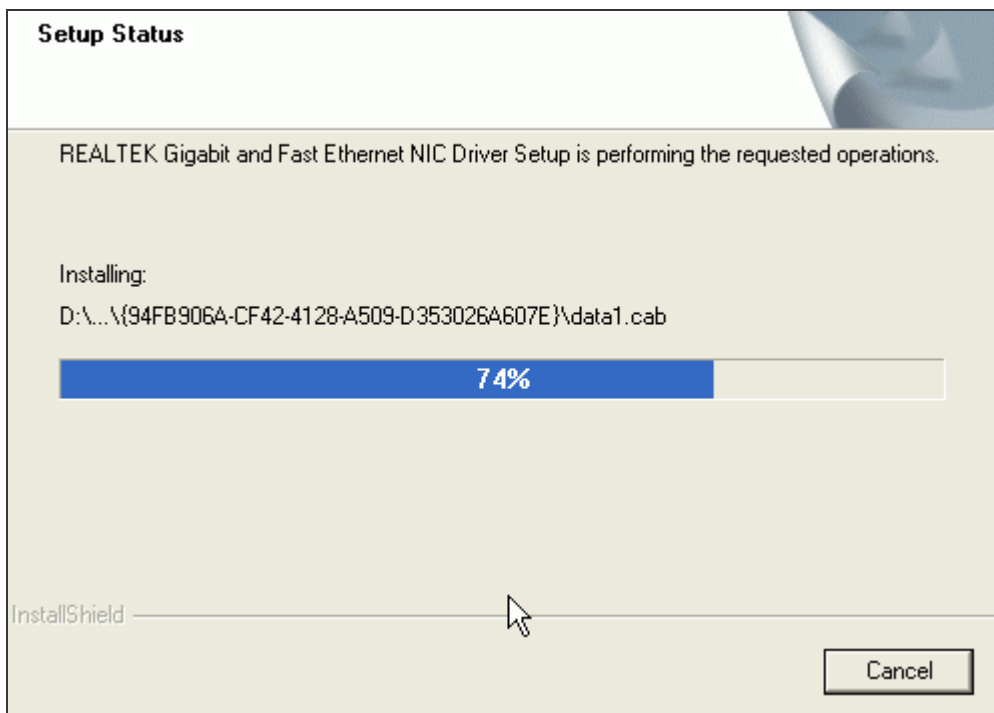 Setup Status
REALTEK Gigabit and Fast Ethernet NIC Driver Setup is performing the requested operations.
Installing:
D:\...\{94FB906A-CF42-4128-A509-D353026A607E}\data1.cab
74%
InstallShield
Cancel